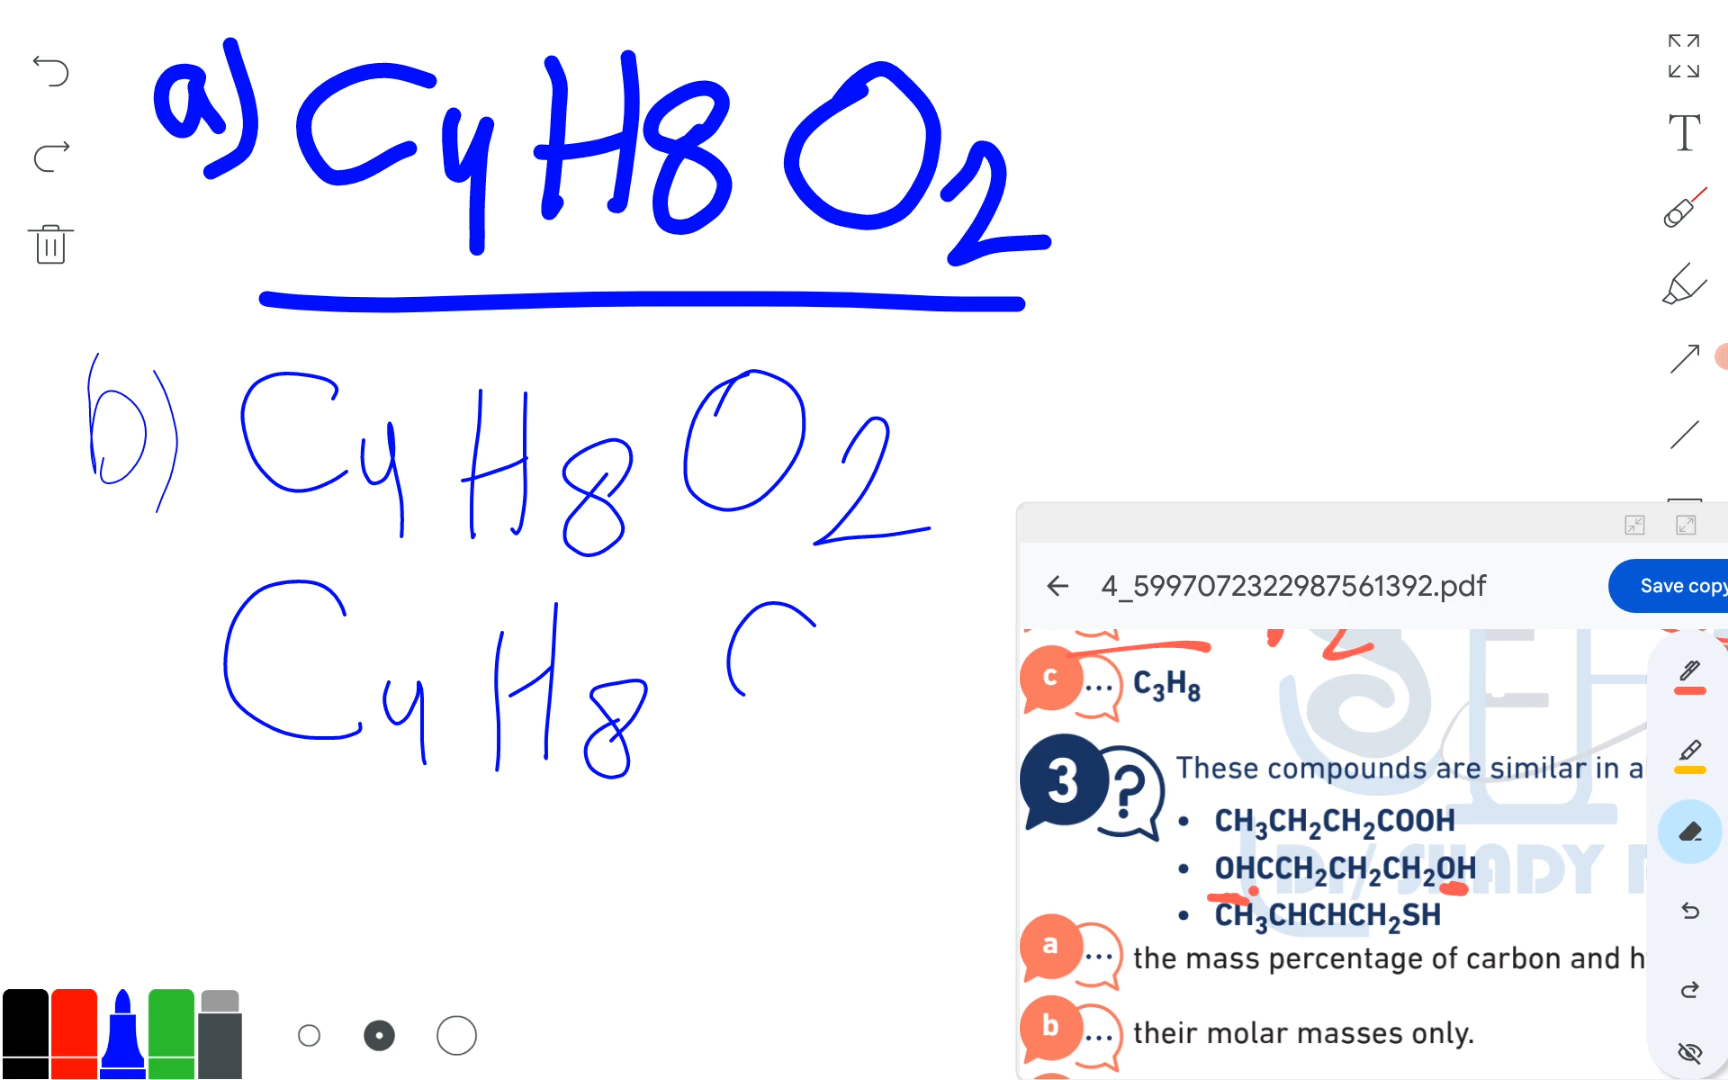 a) C4H8O2
b) C4H8O2
C4H8C
T
4_5997072322987561392.pdf
Save copy
c ... C₃H₈
3 ? These compounds are similar in a
• CH₃CH₂CH₂COOH
• OHCCH₂CH₂CH₂OH
• CH₃CHCHCH₂SH
a ... the mass percentage of carbon and h
b ... their molar masses only.